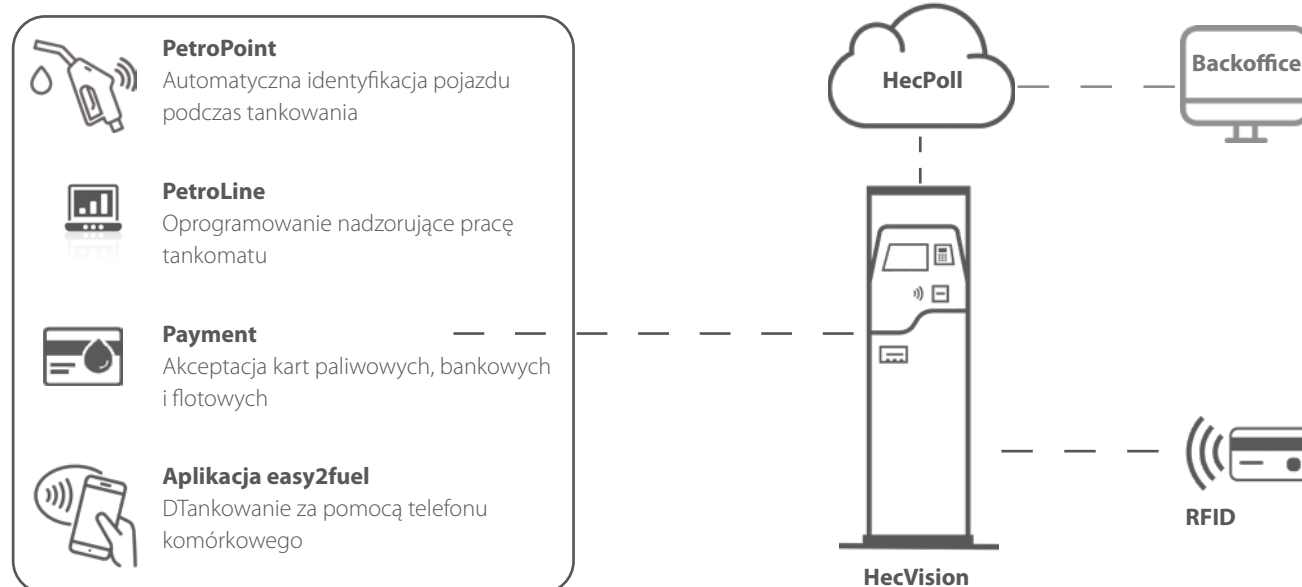 PetroPoint
Automatyczna identyfikacja pojazdu
podczas tankowania
PetroLine
Oprogramowanie nadzorujące pracę
tankomatu
Payment
Akceptacja kart paliwowych, bankowych
i flotowych
Aplikacja easy2fuel
DTankowanie za pomocą telefonu
komórkowego
HecPoll
Backoffice
RFID
HecVision